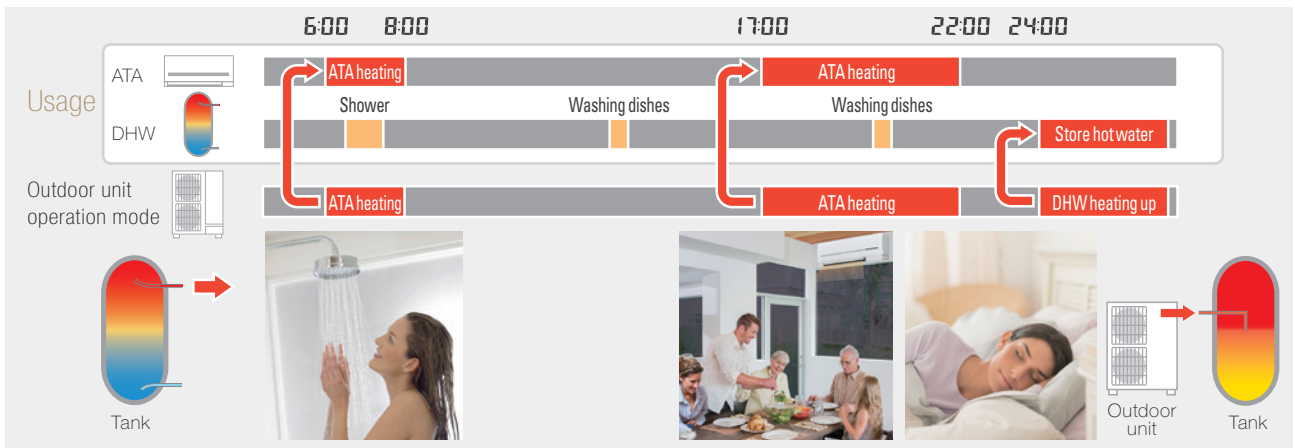 6:00 8:00 17:00 22:00 24:00
Usage
ATA
ATA heating ATA heating
Shower Washing dishes Washing dishes
DHW
Store hot water
Outdoor unit
operation mode
ATA heating ATA heating DHW heating up
Tank
Outdoor
unit
Tank